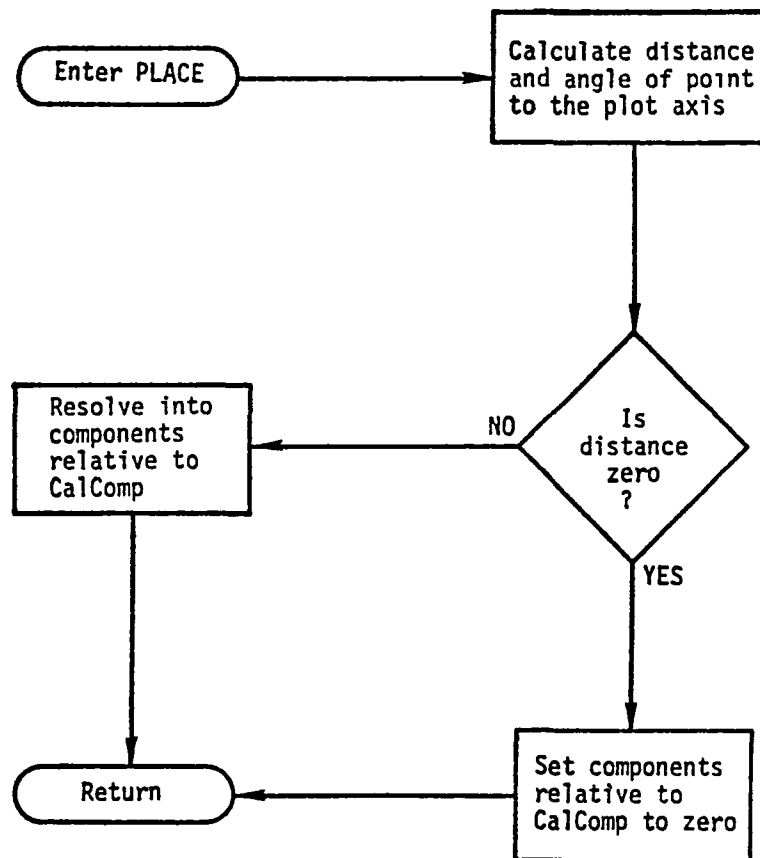 Enter PLACE
Calculate distance
and angle of point
to the plot axis
Is
distance
zero
?
NO
YES
Resolve into
components
relative to
CalComp
Set components
relative to
CalComp to zero
Return